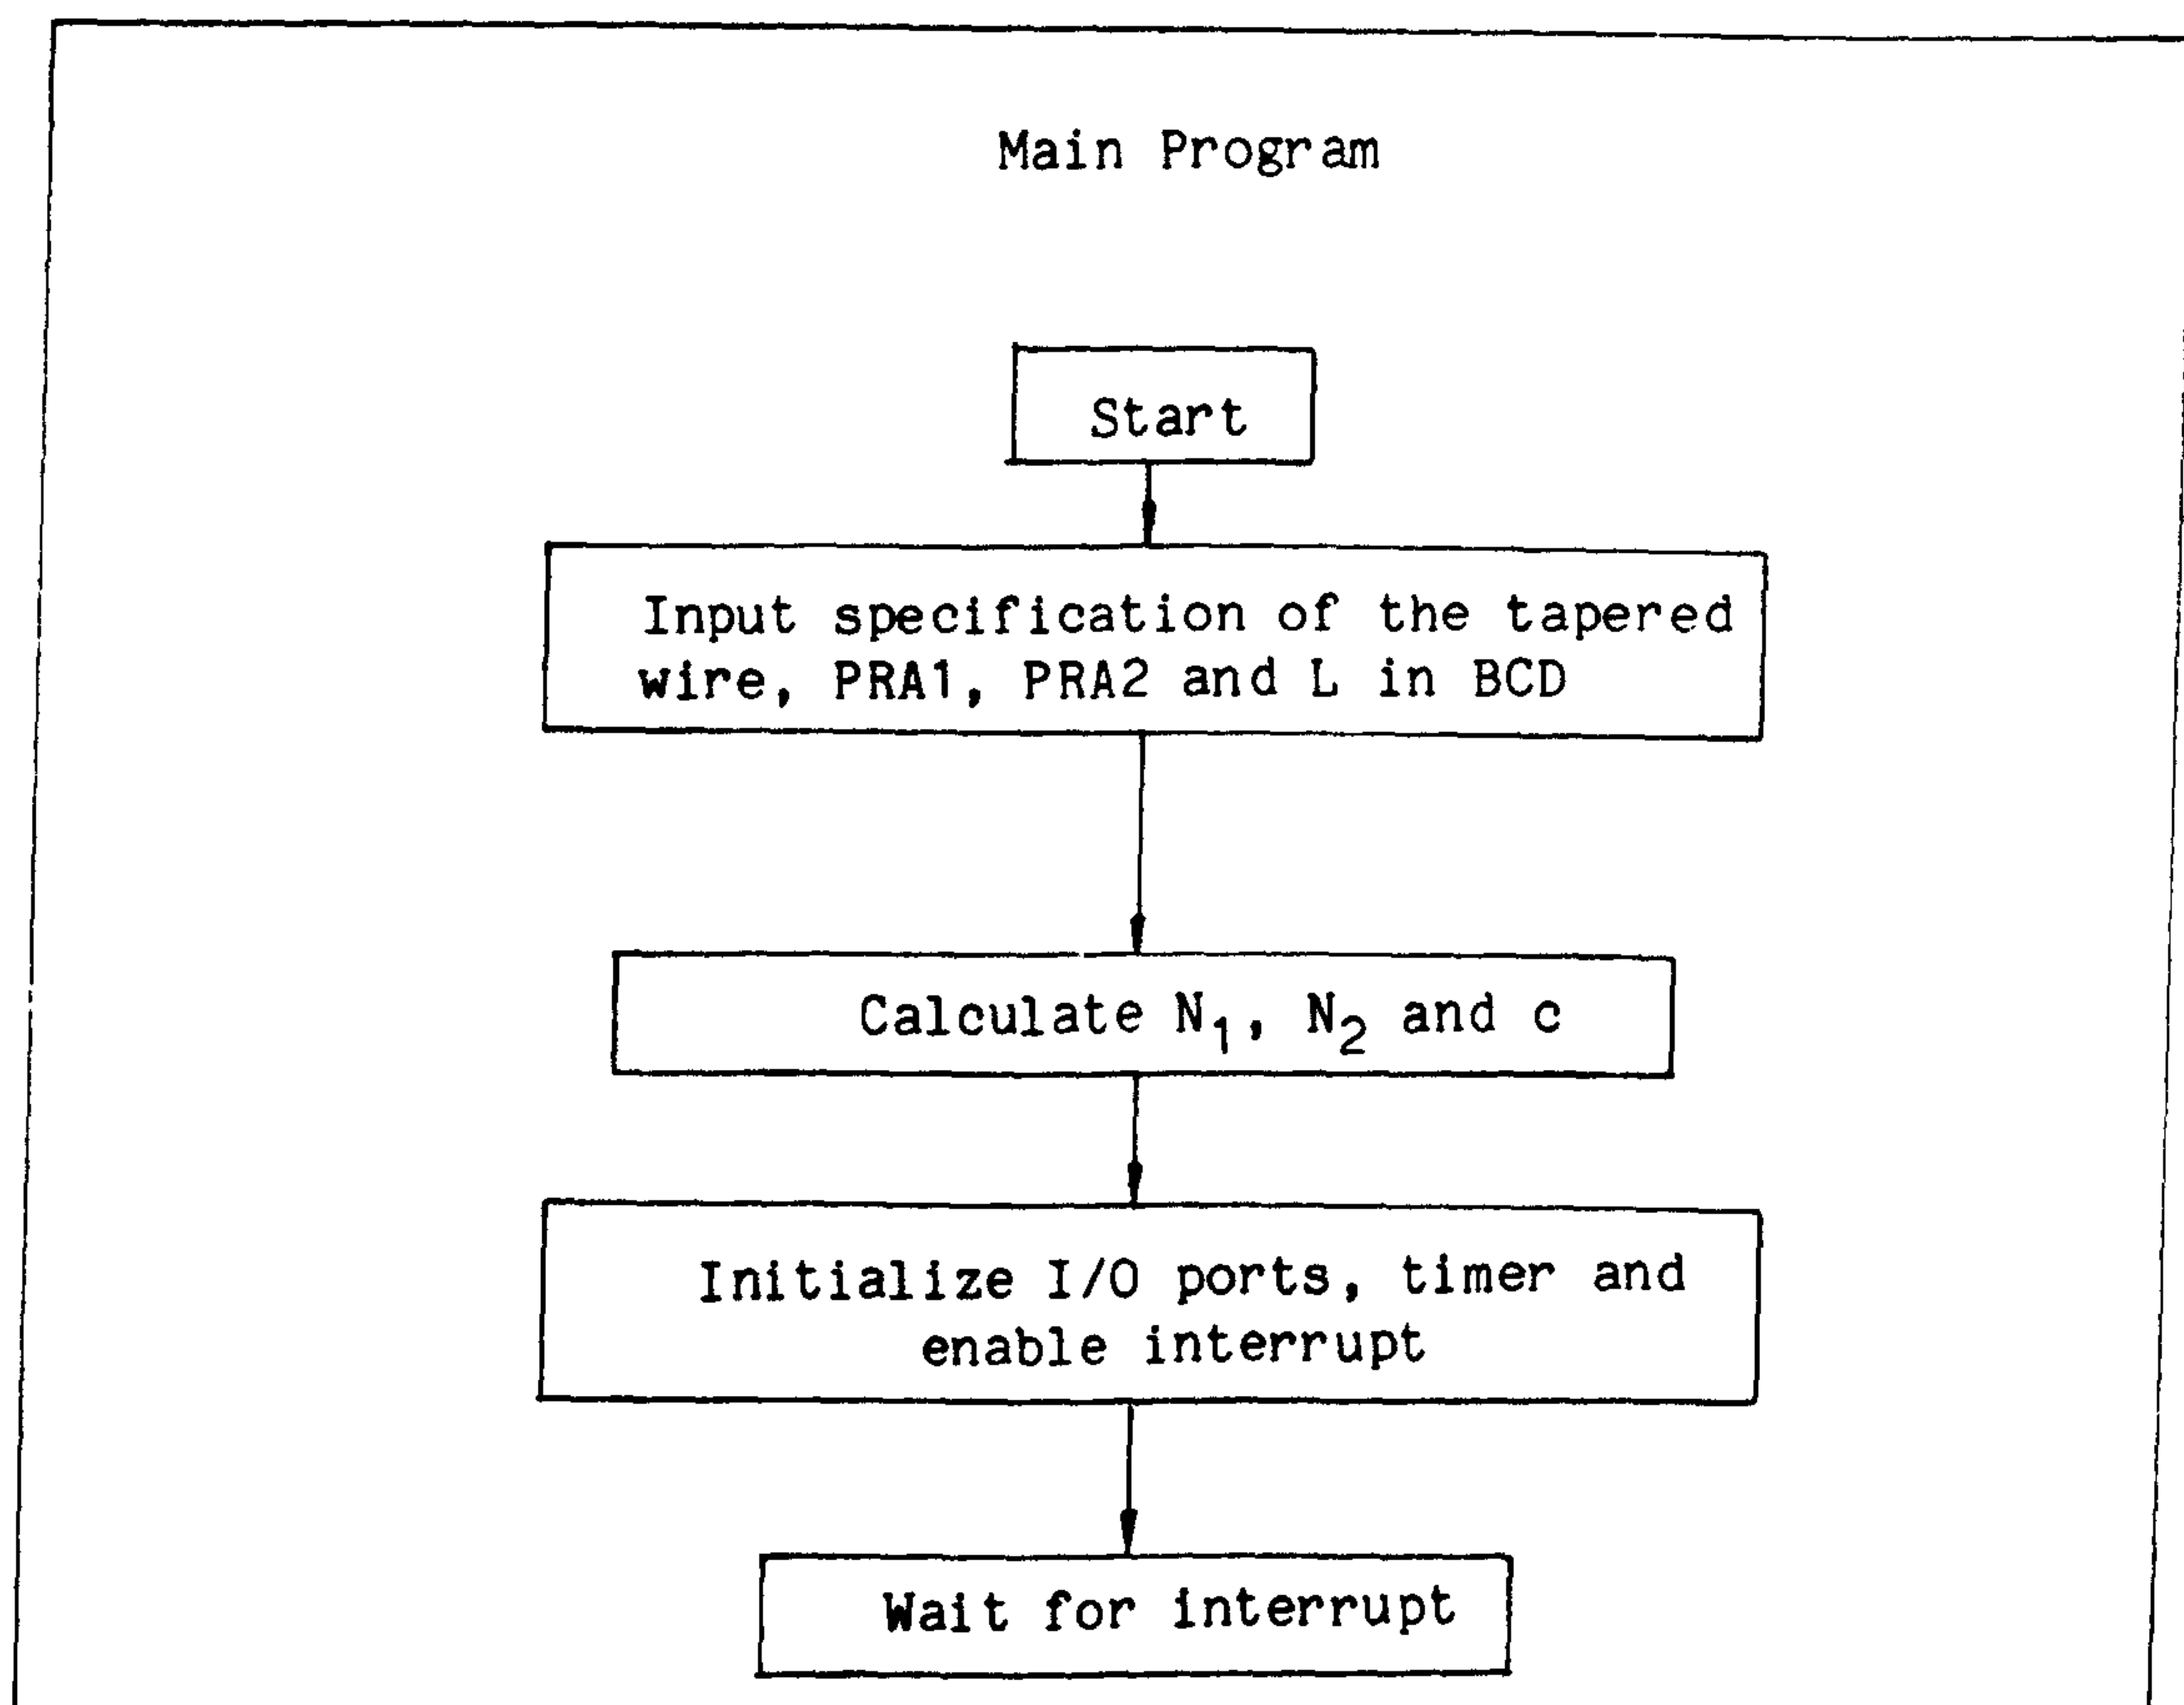 Main Program
Start
Input specification of the tapered
wire, PRA1, PRA2 and L in BCD
Calculate N₁, N₂ and c
Initialize I/O ports, timer and
enable interrupt
Wait for interrupt